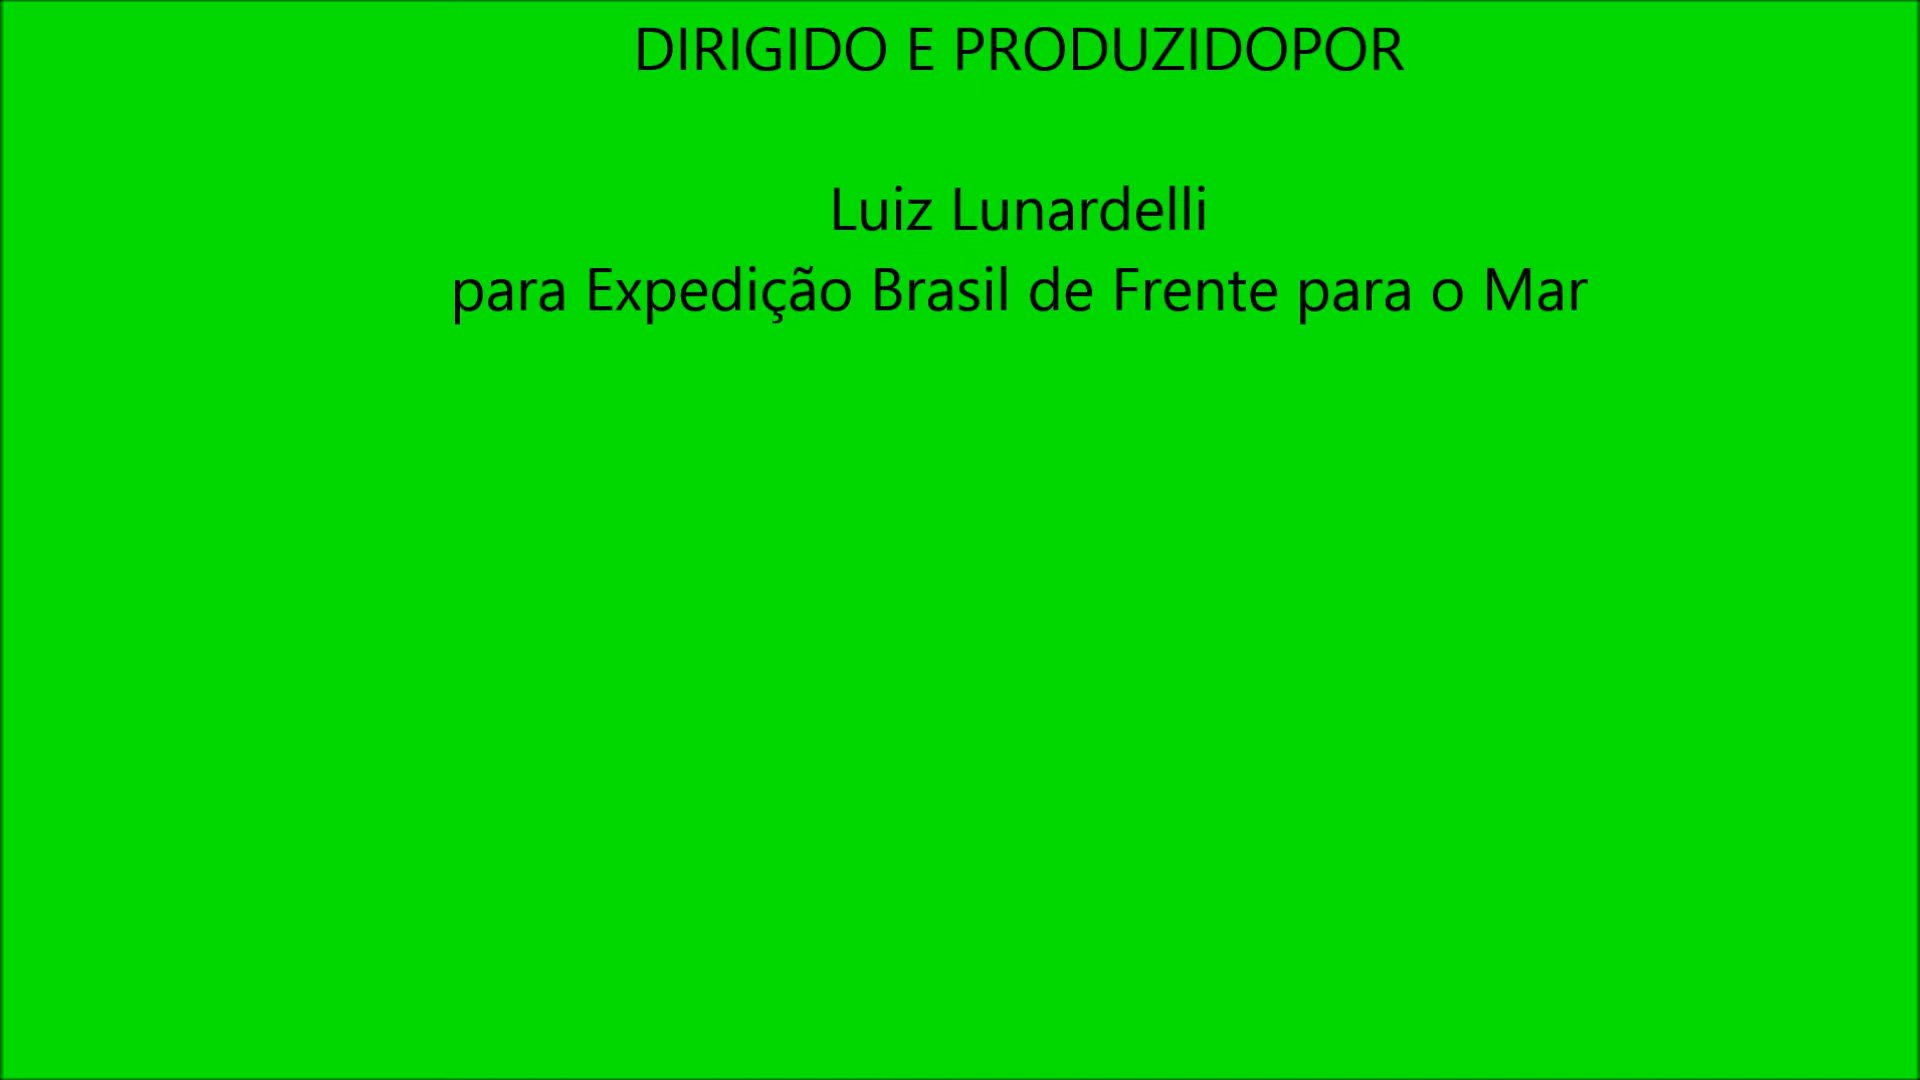 DIRIGIDO E PRODUZIDOPOR
Luiz Lunardelli
para Expedição Brasil de Frente para o Mar